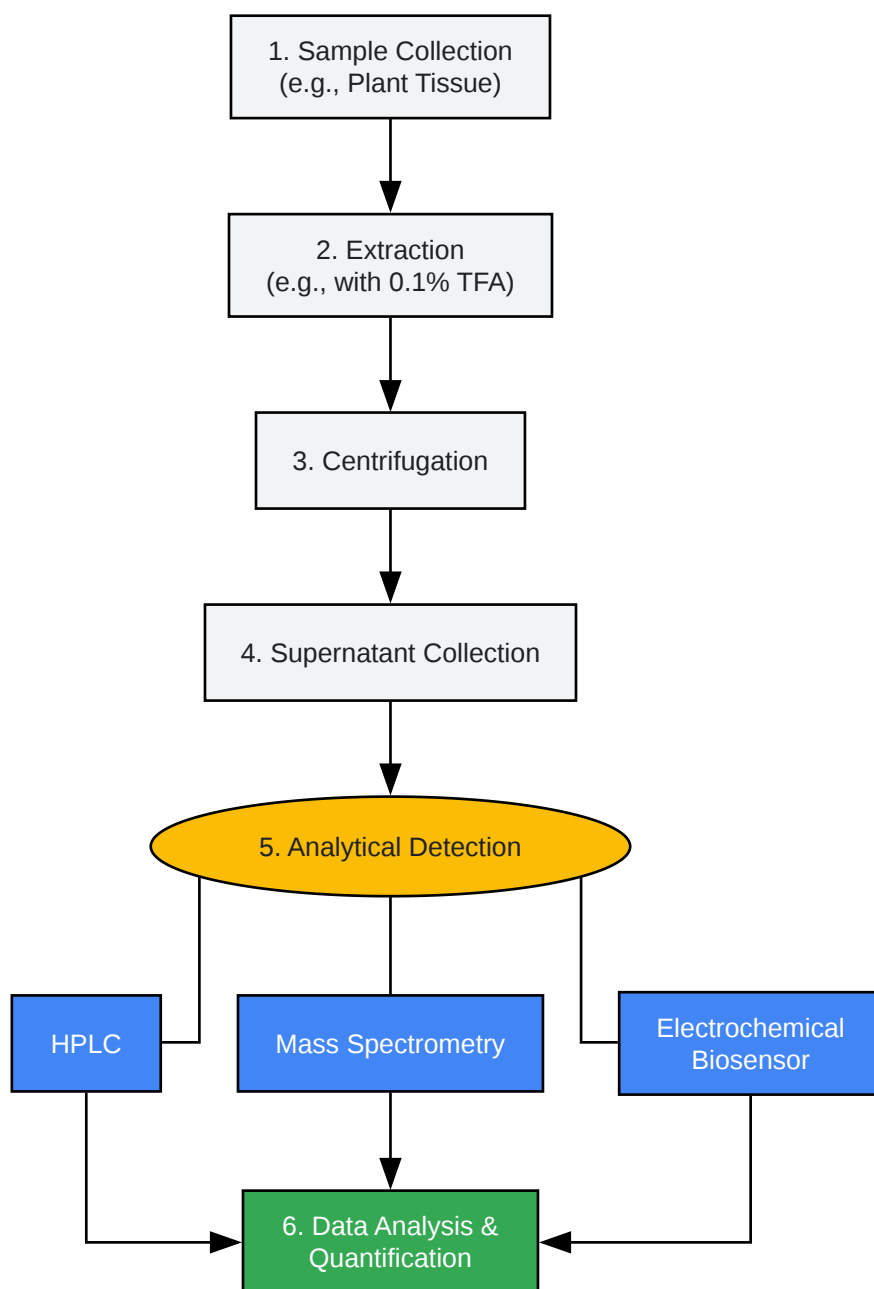 1. Sample Collection
(e.g., Plant Tissue)
2. Extraction
(e.g., with 0.1% TFA)
3. Centrifugation
4. Supernatant Collection
5. Analytical Detection
HPLC
Mass Spectrometry
Electrochemical
Biosensor
6. Data Analysis &
Quantification